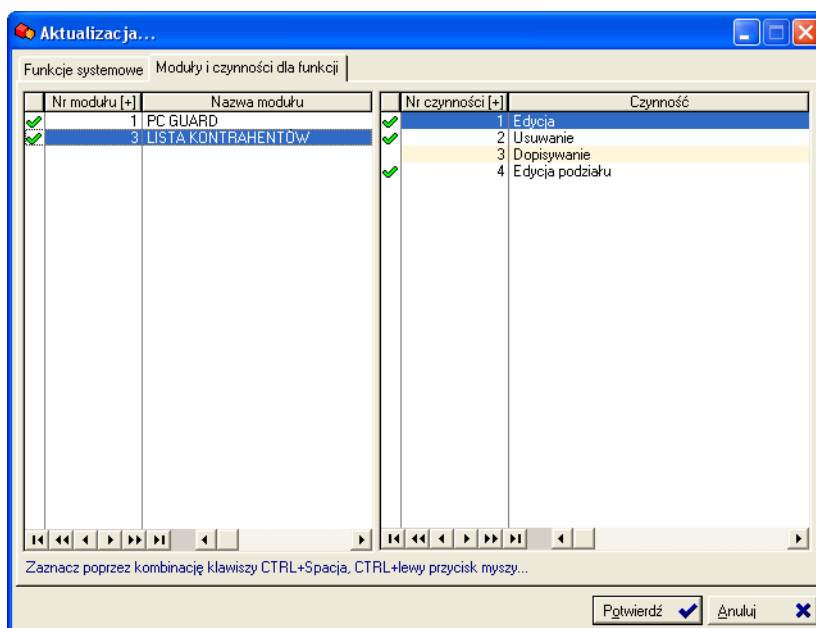 Aktualizacja...
Funkcje systemowe Moduły i czynności dla funkcji
Nr modułu [+] Nazwa modułu
1 PC GUARD
3 LISTA KONTRAHENTÓW
Nr czynności [+] Czynność
1 Edycja
2 Usuwanie
3 Dopisywanie
4 Edycja podziału
Zaznacz poprzez kombinację klawiszy CTRL+Spacja, CTRL+lewy przycisk myszy...
Potwierdź Anuluj